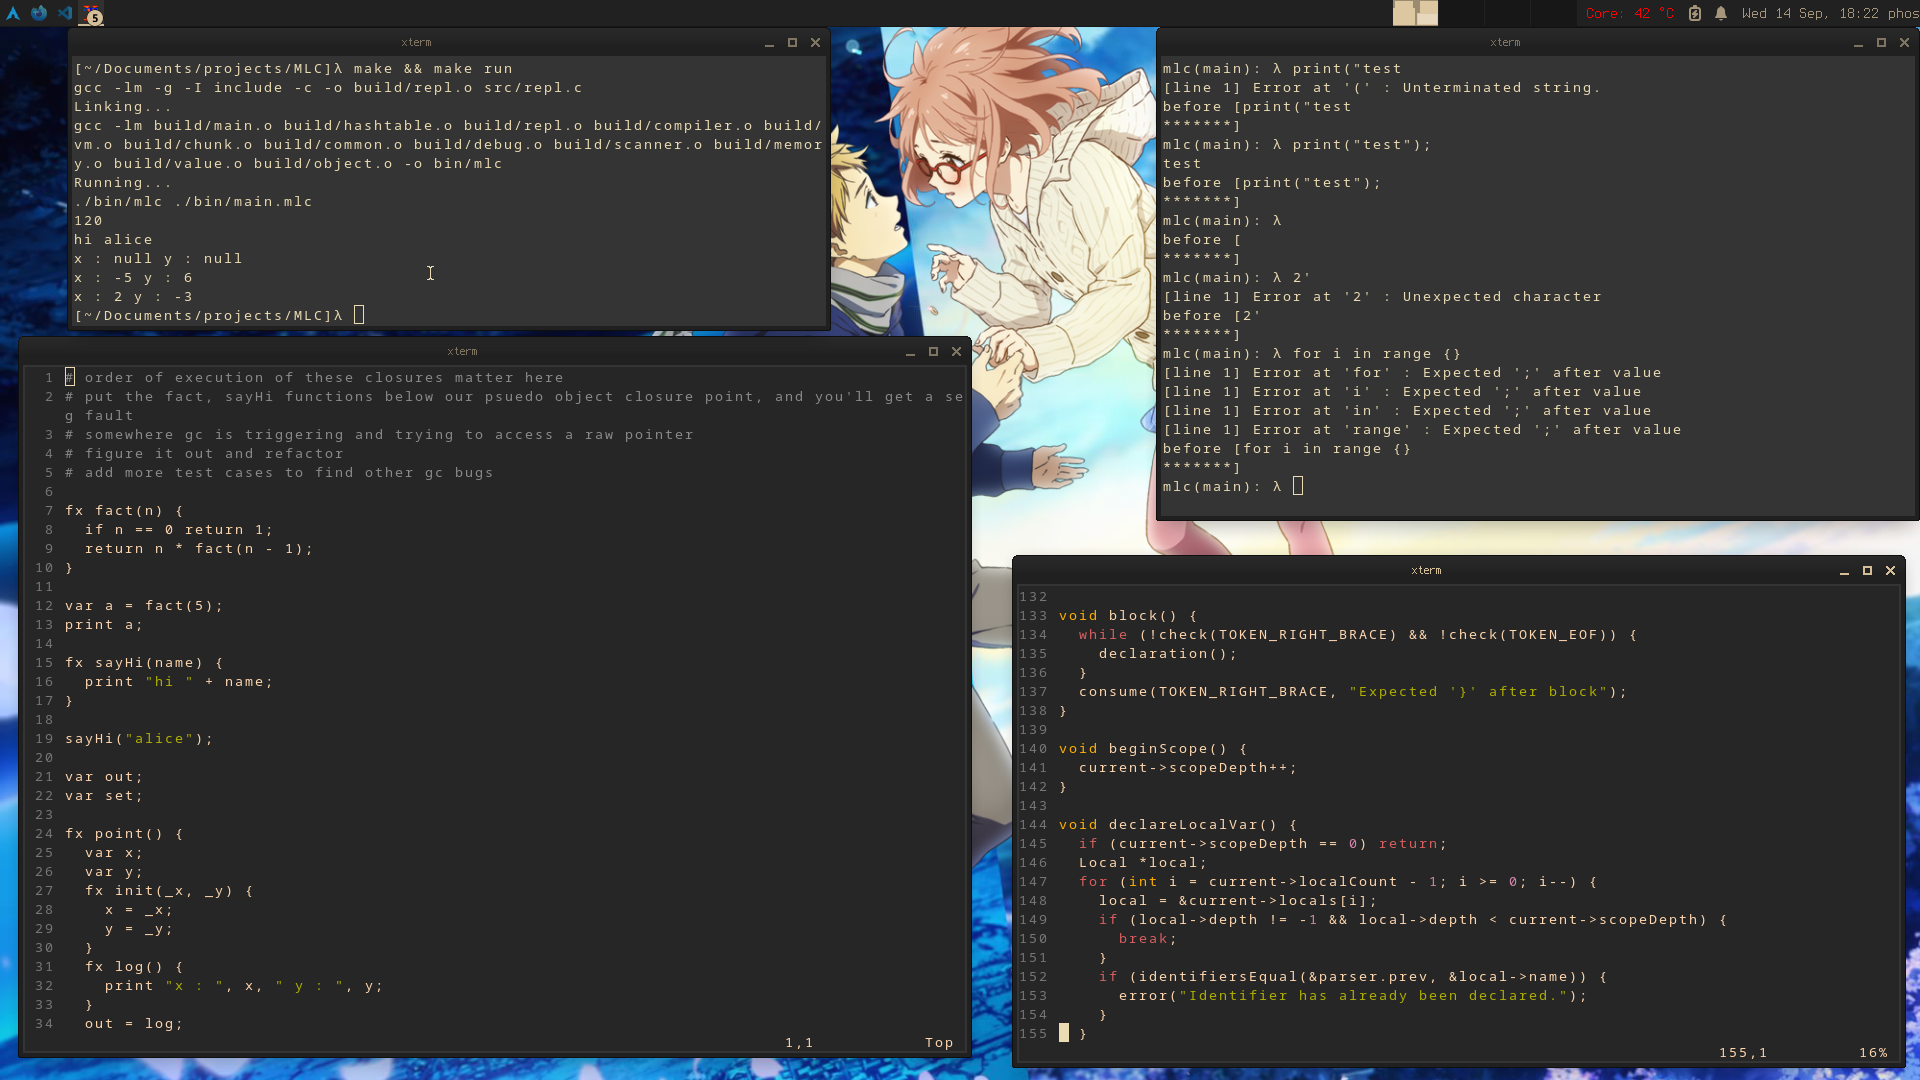 5
Core: 42 °C
Wed 14 Sep, 18:22 phos
xterm
[~/Documents/projects/MLC]λ make && make run
gcc -lm -g -I include -c -o build/repl.o src/repl.c
Linking...
gcc -lm build/main.o build/hashtable.o build/repl.o build/compiler.o build/
vm.o build/chunk.o build/common.o build/debug.o build/scanner.o build/memor
y.o build/value.o build/object.o -o bin/mlc
Running...
./bin/mlc ./bin/main.mlc
120
hi alice
x : null y : null
x : -5 y : 6
x : 2 y : -3
[~/Documents/projects/MLC]λ
xterm
mlc(main): λ print("test
[line 1] Error at '(' : Unterminated string.
before [print("test
*******]
mlc(main): λ print("test");
test
before [print("test");
*******]
mlc(main): λ
before [
*******]
mlc(main): λ 2'
[line 1] Error at '2' : Unexpected character
before [2'
*******]
mlc(main): λ for i in range {}
[line 1] Error at 'for' : Expected ';' after value
[line 1] Error at 'i' : Expected ';' after value
[line 1] Error at 'in' : Expected ';' after value
[line 1] Error at 'range' : Expected ';' after value
before [for i in range {}
*******]
mlc(main): λ
xterm
1 # order of execution of these closures matter here
2 # put the fact, sayHi functions below our psuedo object closure point, and you'll get a se
g fault
3 # somewhere gc is triggering and trying to access a raw pointer
4 # figure it out and refactor
5 # add more test cases to find other gc bugs
6
7 fx fact(n) {
8   if n == 0 return 1;
9   return n * fact(n - 1);
10 }
11
12 var a = fact(5);
13 print a;
14
15 fx sayHi(name) {
16   print "hi " + name;
17 }
18
19 sayHi("alice");
20
21 var out;
22 var set;
23
24 fx point() {
25   var x;
26   var y;
27   fx init(_x, _y) {
28     x = _x;
29     y = _y;
30   }
31   fx log() {
32     print "x : ", x, " y : ", y;
33   }
34   out = log;
1,1 Top
xterm
132
133 void block() {
134   while (!check(TOKEN_RIGHT_BRACE) && !check(TOKEN_EOF)) {
135     declaration();
136   }
137   consume(TOKEN_RIGHT_BRACE, "Expected '}' after block");
138 }
139
140 void beginScope() {
141   current->scopeDepth++;
142 }
143
144 void declareLocalVar() {
145   if (current->scopeDepth == 0) return;
146   Local *local;
147   for (int i = current->localCount - 1; i >= 0; i--) {
148     local = &current->locals[i];
149     if (local->depth != -1 && local->depth < current->scopeDepth) {
150       break;
151     }
152     if (identifiersEqual(&parser.prev, &local->name)) {
153       error("Identifier has already been declared.");
154     }
155   }
155,1 16%